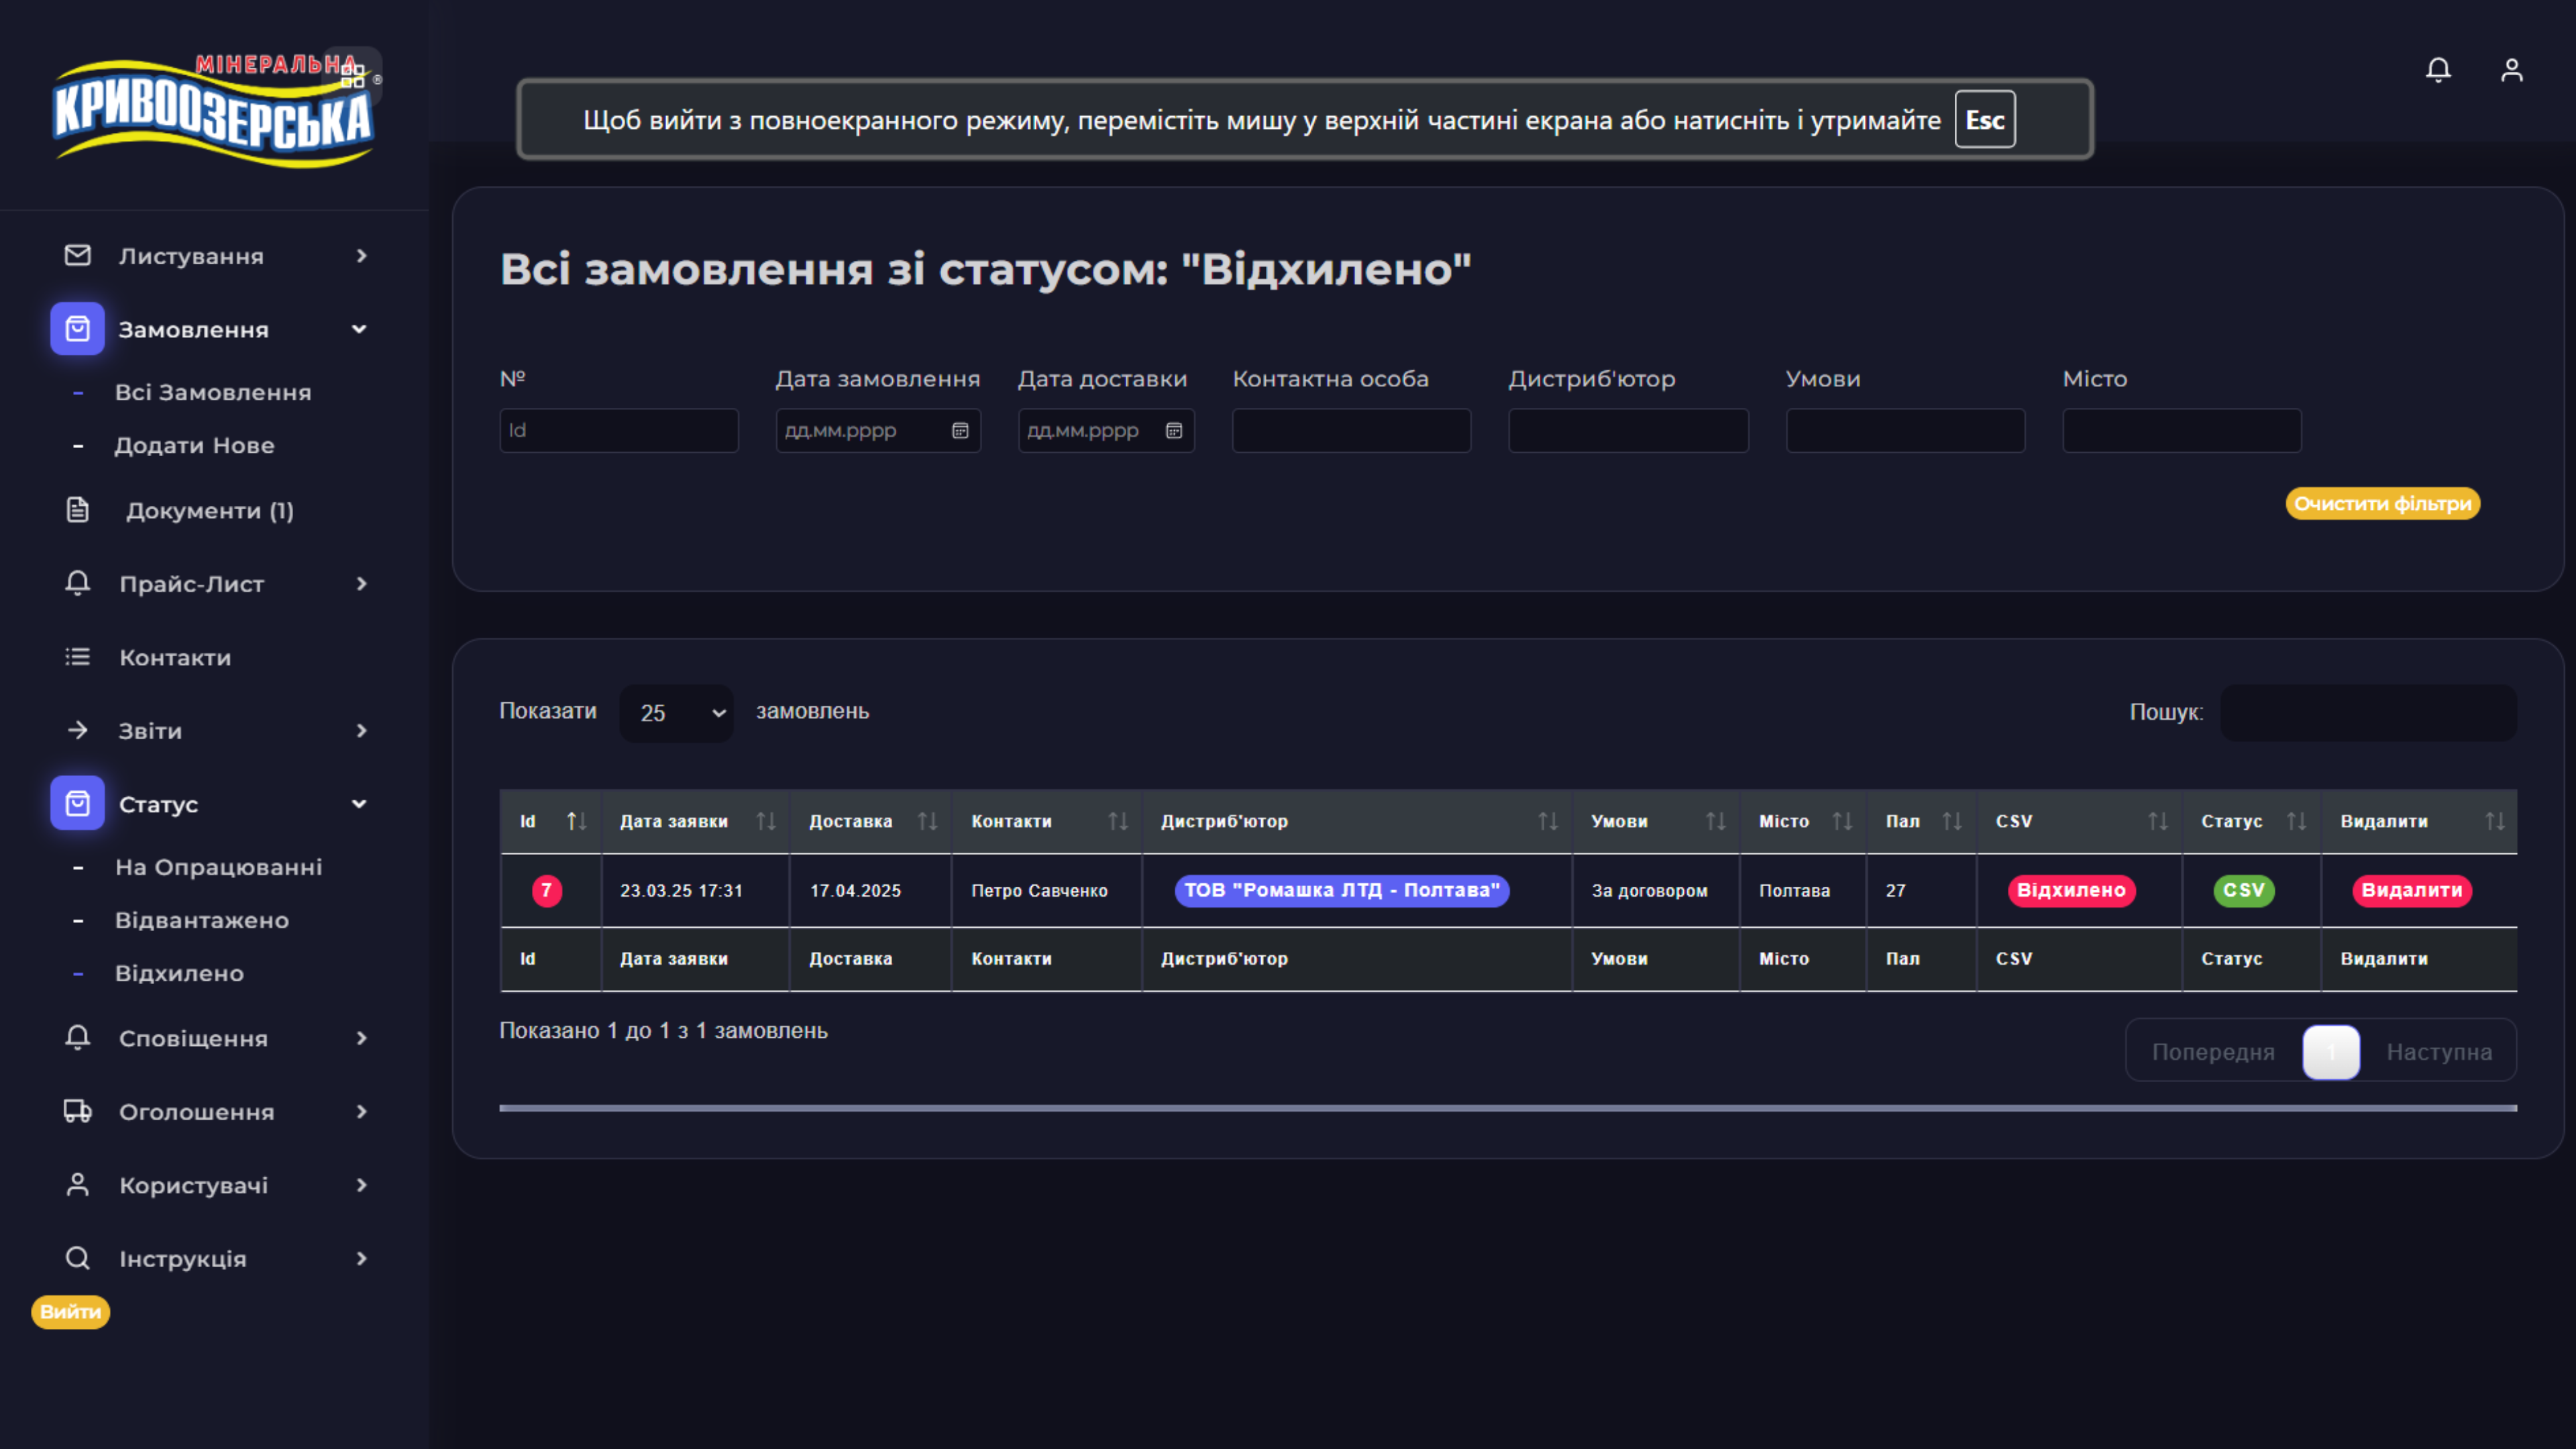 МІНЕРАЛЬНА
КРИВООЗЕРСЬКА ®
Щоб вийти з повноекранного режиму, перемістіть мишу у верхній частині екрана або натисніть і утримайте Esc
Листування
Замовлення
- Всі Замовлення
- Додати Нове
Документи (1)
Прайс-Лист
Контакти
Звіти
Статус
- На Опрацюванні
- Відвантажено
- Відхилено
Сповіщення
Оголошення
Користувачі
Інструкція
Вийти
Всі замовлення зі статусом: "Відхилено"
№ Дата замовлення Дата доставки Контактна особа Дистриб'ютор Умови Місто
Id дд.мм.рррр дд.мм.рррр
Очистити фільтри
Показати 25 замовлень Пошук:
Id Дата заявки Доставка Контакти Дистриб'ютор Умови Місто Пал CSV Статус Видалити
7 23.03.25 17:31 17.04.2025 Петро Савченко ТОВ "Ромашка ЛТД - Полтава" За договором Полтава 27 Відхилено CSV Видалити
Id Дата заявки Доставка Контакти Дистриб'ютор Умови Місто Пал CSV Статус Видалити
Показано 1 до 1 з 1 замовлень
Попередня 1 Наступна